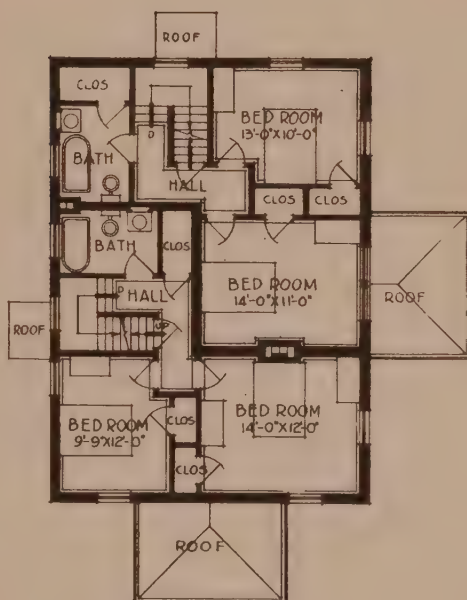 ROOF
CLOS
BED ROOM
13'-0"X10'-0"
D
BATH
HALL
CLOS
CLOS
BATH
CLOS
BED ROOM
14'-0"X11'-0"
ROOF
D
HALL
ROOF
UP
BED ROOM
9'-9"X12'-0"
CLOS
BED ROOM
14'-0"X12'-0"
CLOS
ROOF